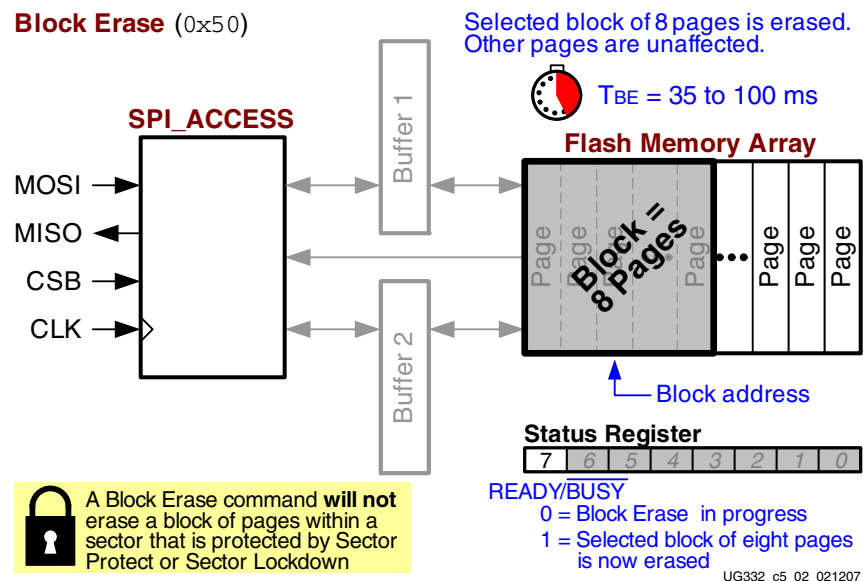 Block Erase (0x50)
Selected block of 8 pages is erased.
Other pages are unaffected.
TBE = 35 to 100 ms
SPI_ACCESS
Flash Memory Array
Buffer 1
MOSI
MISO
CSB
CLK
Page
Page
Page
Page
Block =
8 Pages
Page
Page
Page
Buffer 2
Block address
Status Register
7 6 5 4 3 2 1 0
READY/BUSY
0 = Block Erase in progress
1 = Selected block of eight pages
is now erased
A Block Erase command will not
erase a block of pages within a
sector that is protected by Sector
Protect or Sector Lockdown
UG332_c5_02_021207